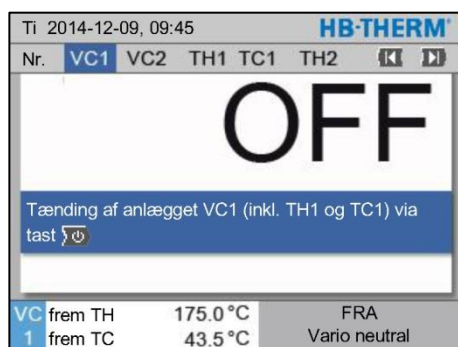 Ti 2014-12-09, 09:45 HB-THERM®
Nr. VC1 VC2 TH1 TC1 TH2
OFF
Tænding af anlægget VC1 (inkl. TH1 og TC1) via
tast
VC frem TH 175.0 °C FRA
1 frem TC 43.5 °C Vario neutral